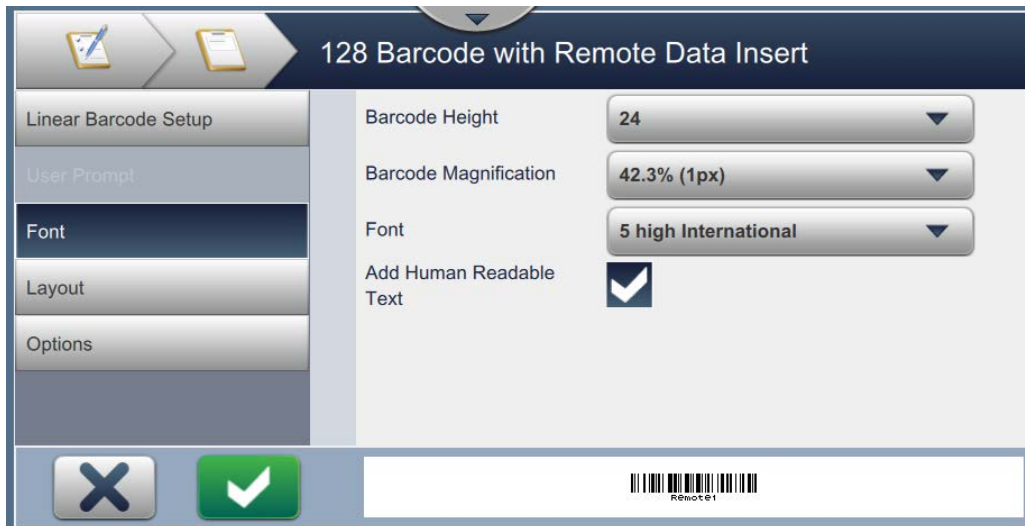 128 Barcode with Remote Data Insert
Linear Barcode Setup
User Prompt
Font
Layout
Options
Barcode Height
24
Barcode Magnification
42.3% (1px)
Font
5 high International
Add Human Readable
Text
Remote1